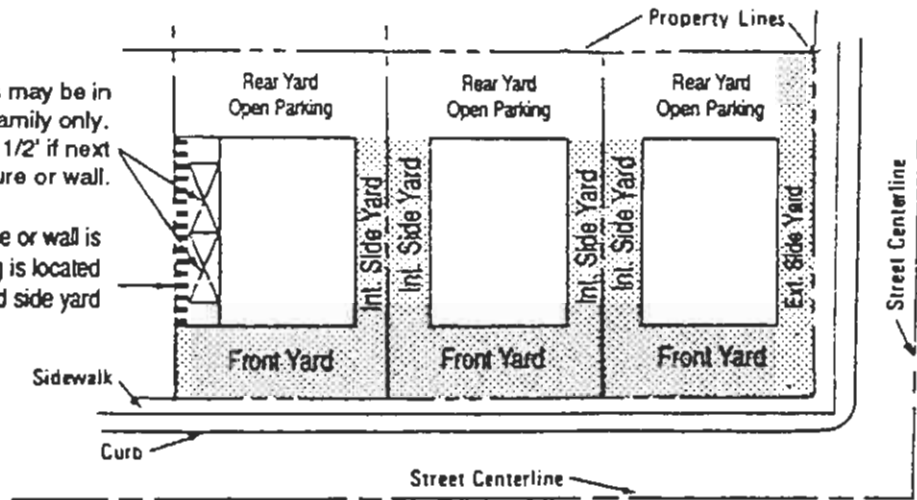 Property Lines
Rear Yard
Open Parking
Rear Yard
Open Parking
Rear Yard
Open Parking
may be in
amily only.
1/2' if next
ure or wall.
e or wall is
g is located
d side yard
Int. Side Yard
Int. Side Yard
Int. Side Yard
Int. Side Yard
Ext. Side Yard
Street Centerline
Front Yard
Front Yard
Front Yard
Sidewalk
Curb
Street Centerline